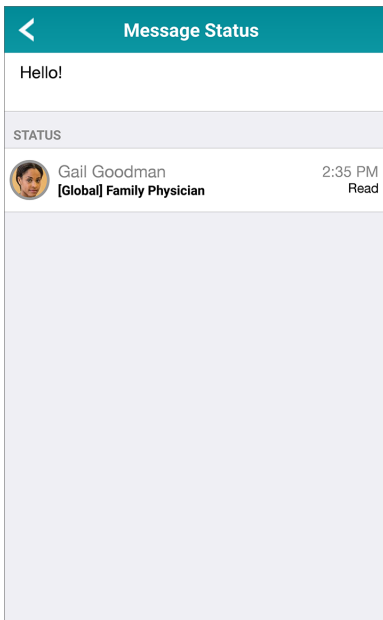 Message Status
Hello!
STATUS
Gail Goodman 2:35 PM
[Global] Family Physician Read